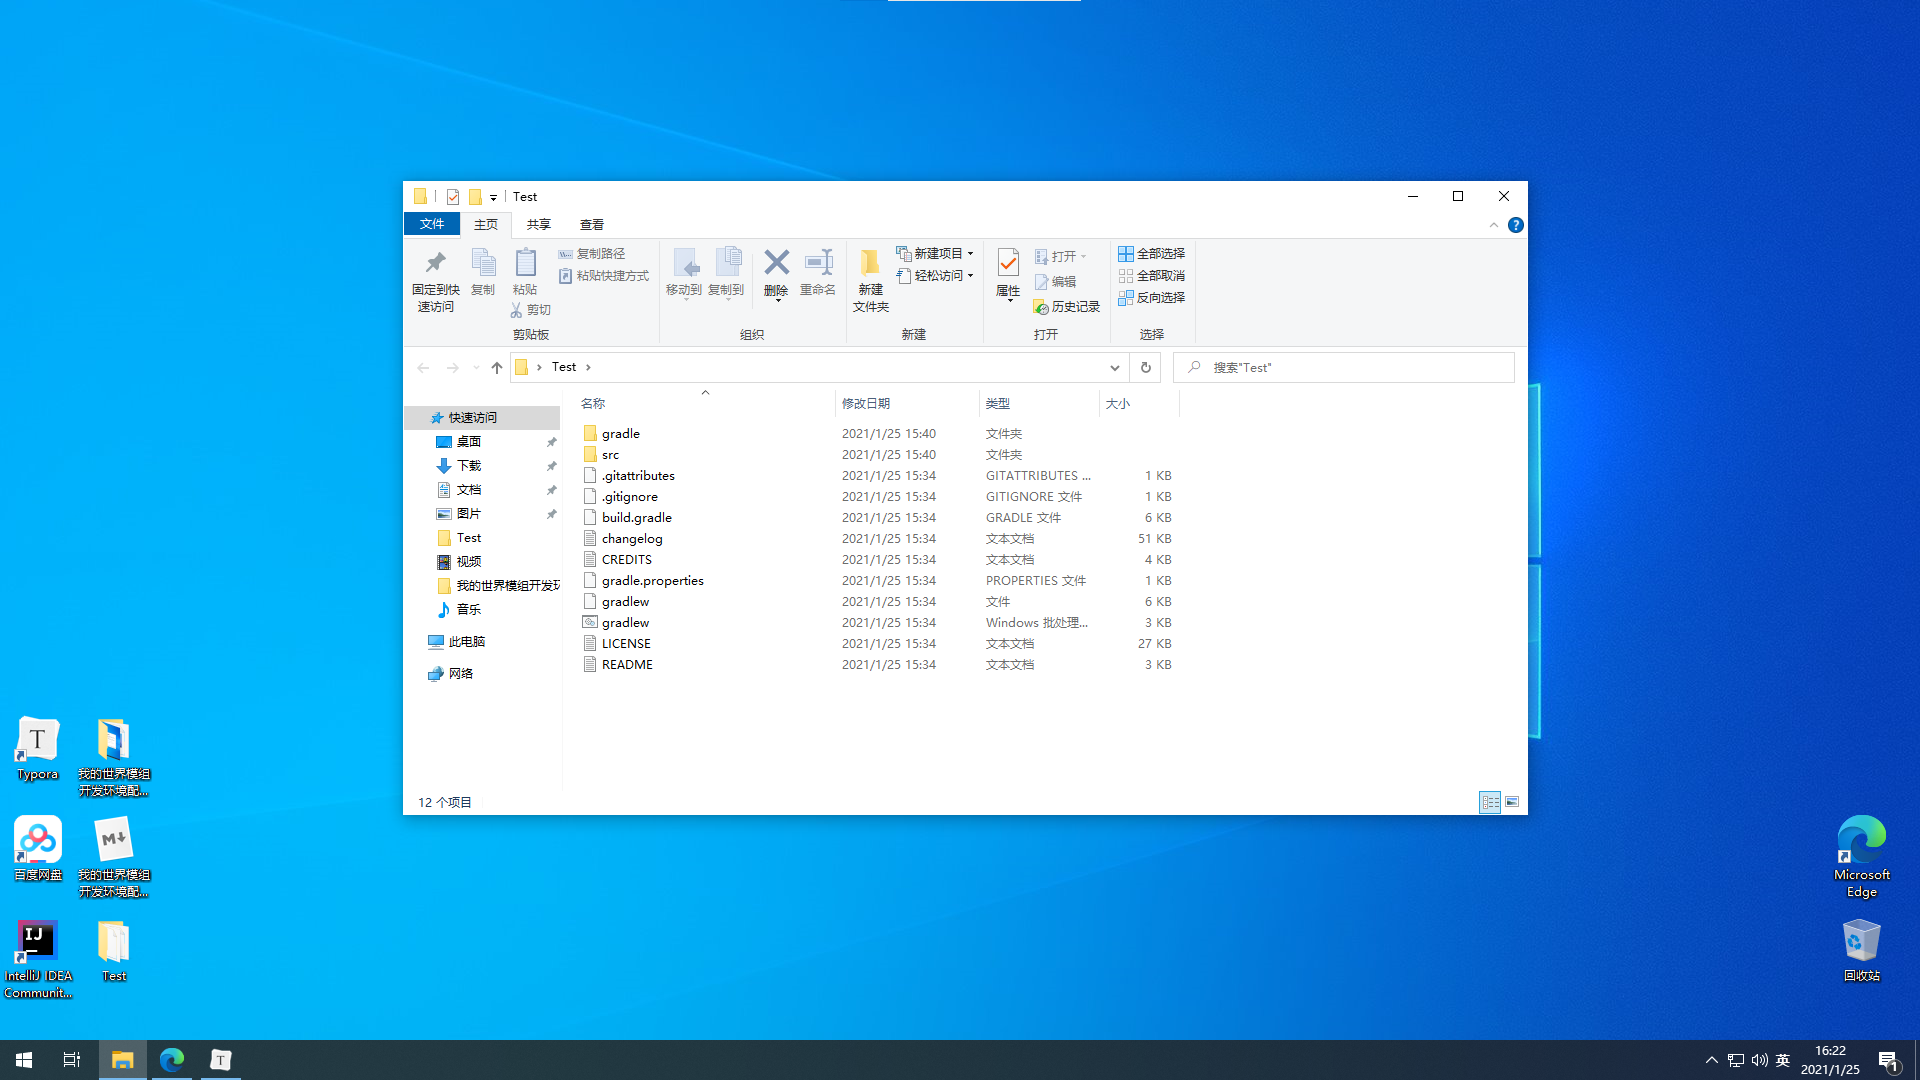 Test
文件 主页 共享 查看
固定到快
速访问
复制
粘贴
复制路径
粘贴快捷方式
剪切
剪贴板
移动到
复制到
删除
重命名
组织
新建
文件夹
新建项目
轻松访问
新建
属性
打开
编辑
历史记录
打开
全部选择
全部取消
反向选择
选择
Test
搜索"Test"
快速访问
桌面
下载
文档
图片
Test
视频
我的世界模组开发环
音乐
此电脑
网络
名称 修改日期 类型 大小
gradle 2021/1/25 15:40 文件夹
src 2021/1/25 15:40 文件夹
.gitattributes 2021/1/25 15:34 GITATTRIBUTES ... 1 KB
.gitignore 2021/1/25 15:34 GITIGNORE 文件 1 KB
build.gradle 2021/1/25 15:34 GRADLE 文件 6 KB
changelog 2021/1/25 15:34 文本文档 51 KB
CREDITS 2021/1/25 15:34 文本文档 4 KB
gradle.properties 2021/1/25 15:34 PROPERTIES 文件 1 KB
gradlew 2021/1/25 15:34 文件 6 KB
gradlew 2021/1/25 15:34 Windows 批处理... 3 KB
LICENSE 2021/1/25 15:34 文本文档 27 KB
README 2021/1/25 15:34 文本文档 3 KB
12 个项目
T
Typora
我的世界模组
开发环境配...
百度网盘
M
我的世界模组
开发环境配...
IJ
IntelliJ IDEA
Communit...
Test
Microsoft
Edge
回收站
T
英
16:22
2021/1/25
1